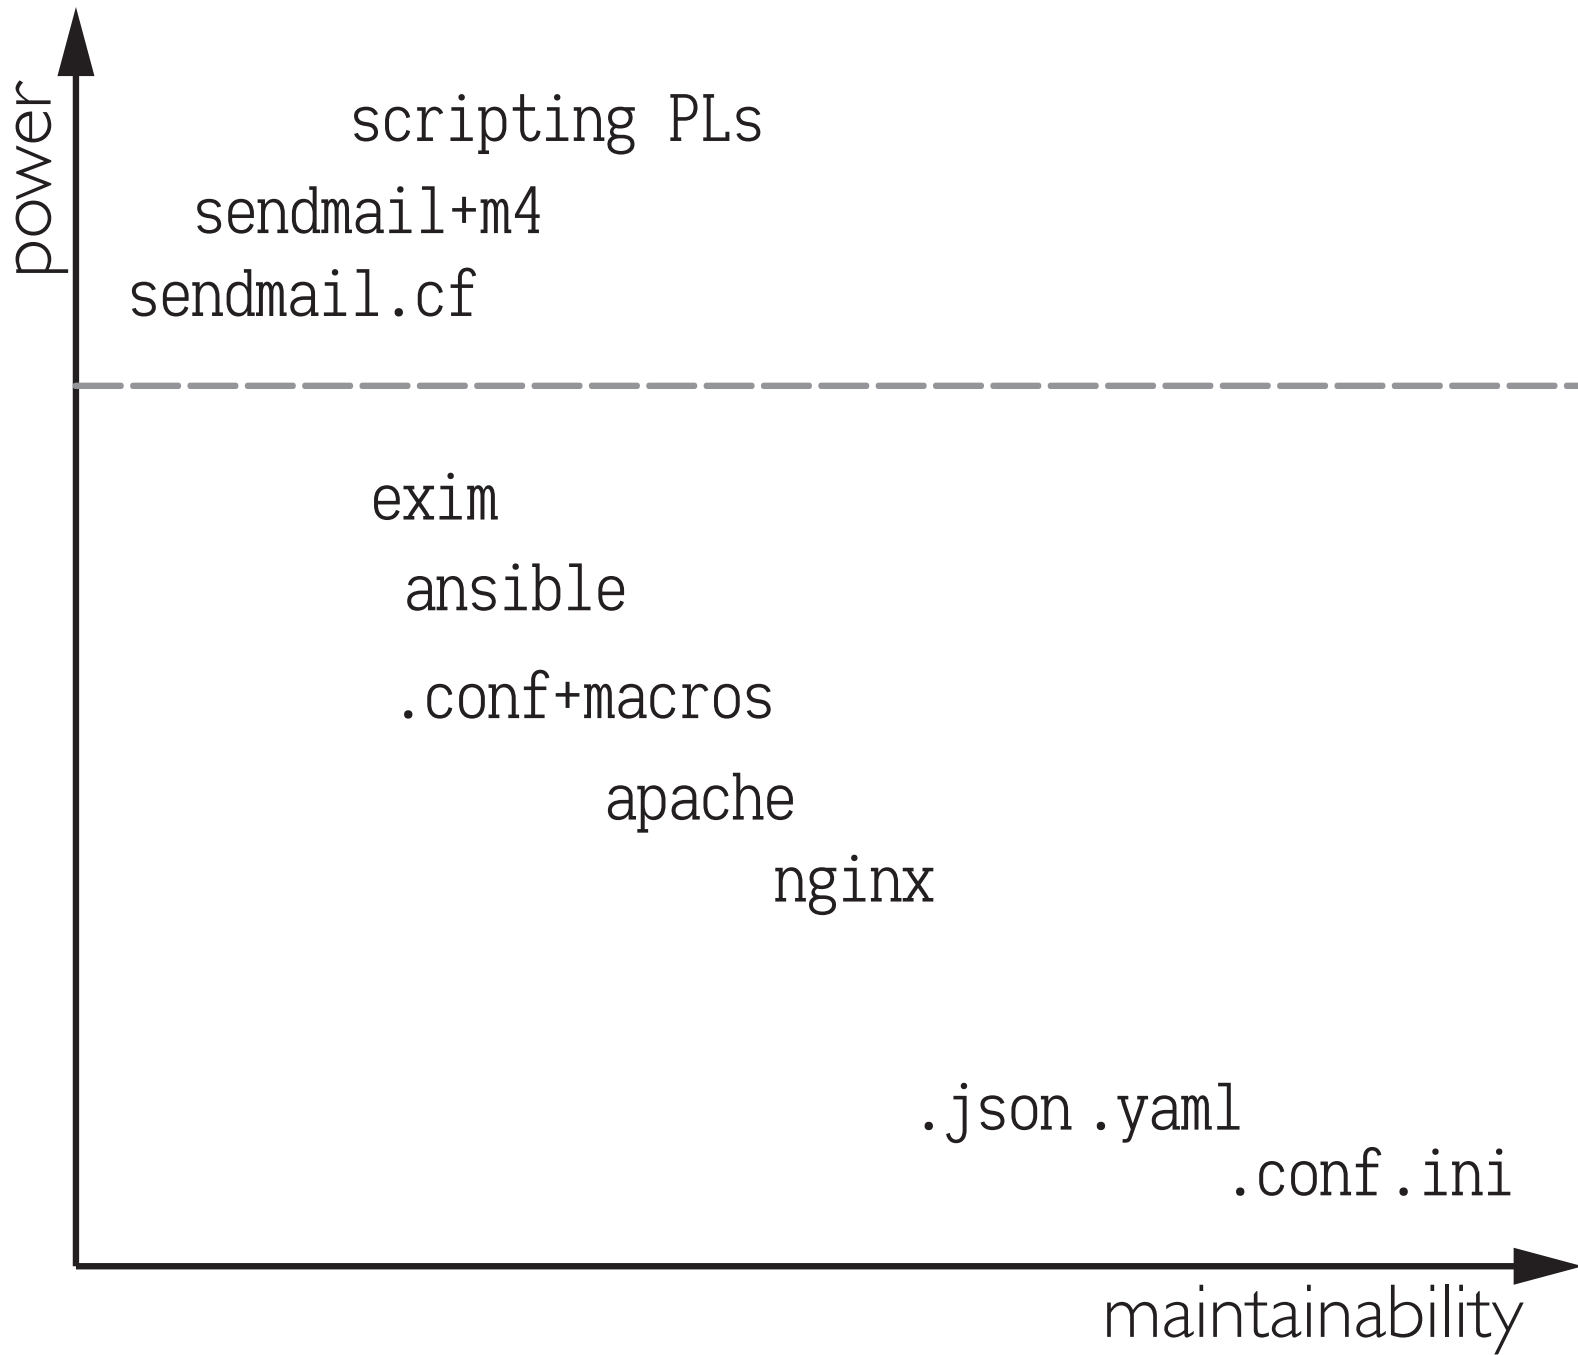 power
scripting PLs
sendmail+m4
sendmail.cf
exim
ansible
.conf+macros
apache
nginx
.json .yaml
.conf .ini
maintainability